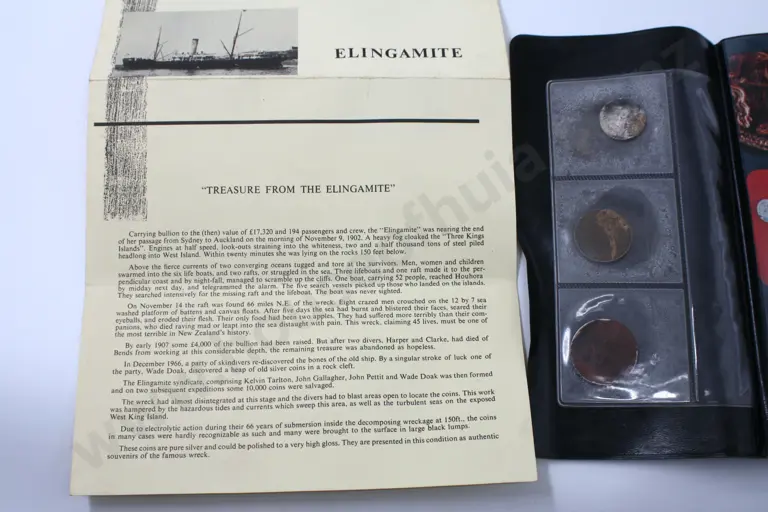 ELINGAMITE
"TREASURE FROM THE ELINGAMITE"
Carrying bullion to the (then) value of £17,320 and 194 passengers and crew, the "Elingamite" was nearing the end
of her passage from Sydney to Auckland on the morning of November 9, 1902. A heavy fog cloaked the "Three Kings
Islands". Engines at half speed, look-outs straining into the whiteness, two and a half thousand tons of steel piled
headlong into West Island. Within twenty minutes she was lying on the rocks 150 feet below.
Above the fierce currents of two converging oceans tugged and tore at the survivors. Men, women and children
swarmed into the six life boats, and two rafts, or struggled in the sea. Three lifeboats and one raft made it to the per-
pendicular coast and by night-fall, managed to scramble up the cliffs. One boat, carrying 52 people, reached Houhora
by midday next day, and telegrammed the alarm. The five search vessels picked up those who landed on the islands.
They searched intensively for the missing raft and the lifeboat. The boat was never sighted.
On November 14 the raft was found 66 miles N.E. of the wreck. Eight crazed men crouched on the 12 by 7 sea
washed platform of battens and canvas floats. After five days the sea had burst and blistered their faces, seared their
eyeballs, and eroded their flesh. Their only food had been two apples. They had suffered more terribly than their com-
panions, who died raving mad or leapt into the sea distraught with pain. This wreck, claiming 45 lives, must be one of
the most terrible in New Zealand's history.
By early 1907 some £4,000 of the bullion had been raised. But after two divers, Harper and Clarke, had died of
Bends from working at this considerable depth, the remaining treasure was abandoned as hopeless.
In December 1966, a party of skindivers re-discovered the bones of the old ship. By a singular stroke of luck one of
the party, Wade Doak, discovered a heap of old silver coins in a rock cleft.
The Elingamite syndicate, comprising Kelvin Tarlton, John Gallagher, John Pettit and Wade Doak was then formed
and on two subsequent expeditions some 10,000 coins were salvaged.
The wreck had almost disintegrated at this stage and the divers had to blast areas open to locate the coins. This work
was hampered by the hazardous tides and currents which sweep this area, as well as the turbulent seas on the exposed
West King Island.
Due to electrolytic action during their 66 years of submersion inside the decomposing wreckage at 150ft., the coins
in many cases were hardly recognizable as such and many were brought to the surface in large black lumps.
These coins are pure silver and could be polished to a very high gloss. They are presented in this condition as authentic
souvenirs of the famous wreck.